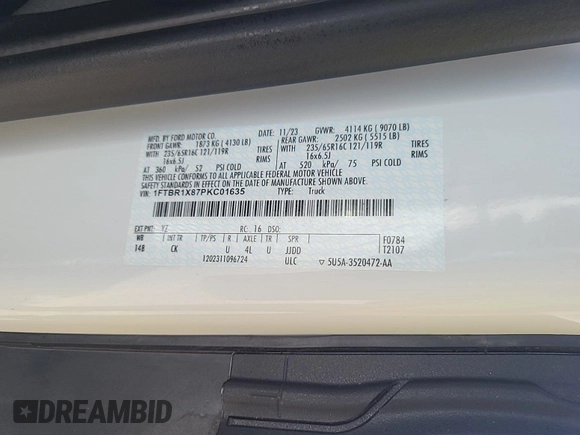 MFD. BY FORD MOTOR CO. DATE: 11/23 GVWR: 4114 KG ( 9070 LB)
FRONT GAWR: 1873 KG ( 4130 LB) REAR GAWR: 2502 KG ( 5515 LB)
WITH 235/65R16C 121/119R TIRES WITH 235/65R16C 121/119R TIRES
16x6.5J RIMS 16x6.5J RIMS
AT 360 kPa/ 52 PSI COLD AT 520 kPa/ 75 PSI COLD
THIS VEHICLE CONFORMS TO ALL APPLICABLE FEDERAL MOTOR VEHICLE
SAFETY STANDARDS IN EFFECT ON THE DATE OF MANUFACTURE SHOWN ABOVE.
VIN: 1FTBR1X87PKC01635 TYPE: Truck
EXT PNT: YZ RC: 16 DSO: F0784
WB INT TR TP/PS R AXLE TR SPR T2107
148 CK U 4L U JJDD
1202311096724 ULC ▽ 5U5A-3520472-AA
DREAMBID